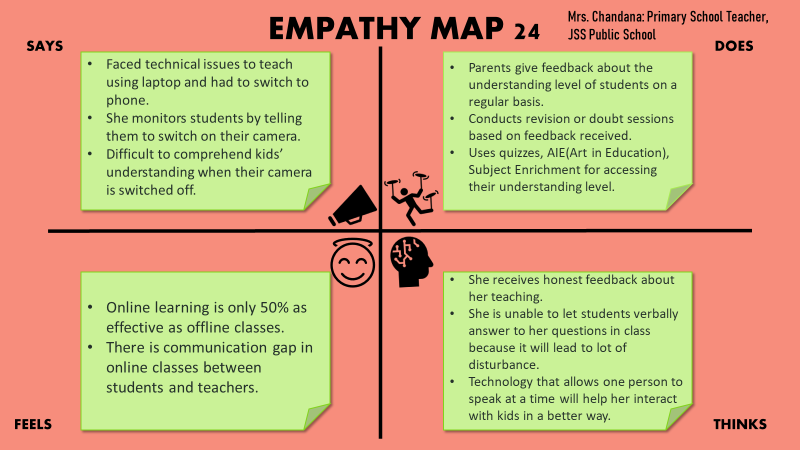 EMPATHY MAP 24
Mrs. Chandana: Primary School Teacher,
JSS Public School
SAYS
• Faced technical issues to teach
using laptop and had to switch to
phone.
• She monitors students by telling
them to switch on their camera.
• Difficult to comprehend kids’
understanding when their camera
is switched off.
DOES
• Parents give feedback about the
understanding level of students on a
regular basis.
• Conducts revision or doubt sessions
based on feedback received.
• Uses quizzes, AIE(Art in Education),
Subject Enrichment for accessing
their understanding level.
• Online learning is only 50% as
effective as offline classes.
• There is communication gap in
online classes between
students and teachers.
FEELS
• She receives honest feedback about
her teaching.
• She is unable to let students verbally
answer to her questions in class
because it will lead to lot of
disturbance.
• Technology that allows one person to
speak at a time will help her interact
with kids in a better way.
THINKS